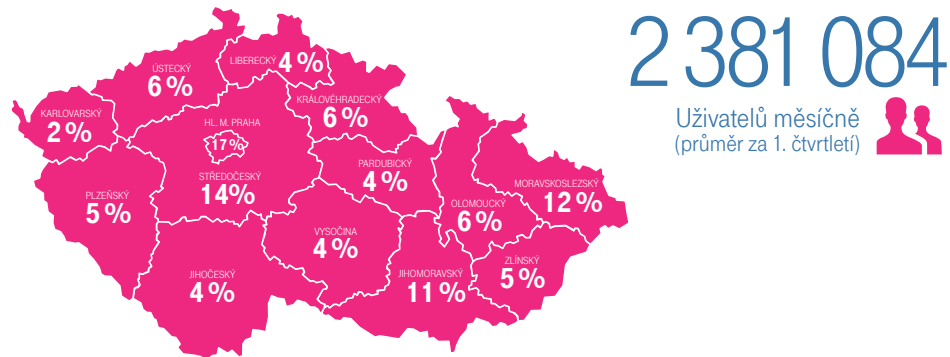 2 381 084
Uživatelů měsíčně
(průměr za 1. čtvrtletí)
LIBERECKÝ 4 %
ÚSTECKÝ
6 %
KRÁLOVÉHRADECKÝ
6 %
KARLOVARSKÝ
2 %
HL. M. PRAHA
17 %
STŘEDOČESKÝ
14 %
PARDUBICKÝ
4 %
PLZEŇSKÝ
5 %
MORAVSKOSLEZSKÝ
12 %
OLOMOUCKÝ
6 %
VYSOČINA
4 %
ZLÍNSKÝ
5 %
JIHOČESKÝ
4 %
JIHOMORAVSKÝ
11 %